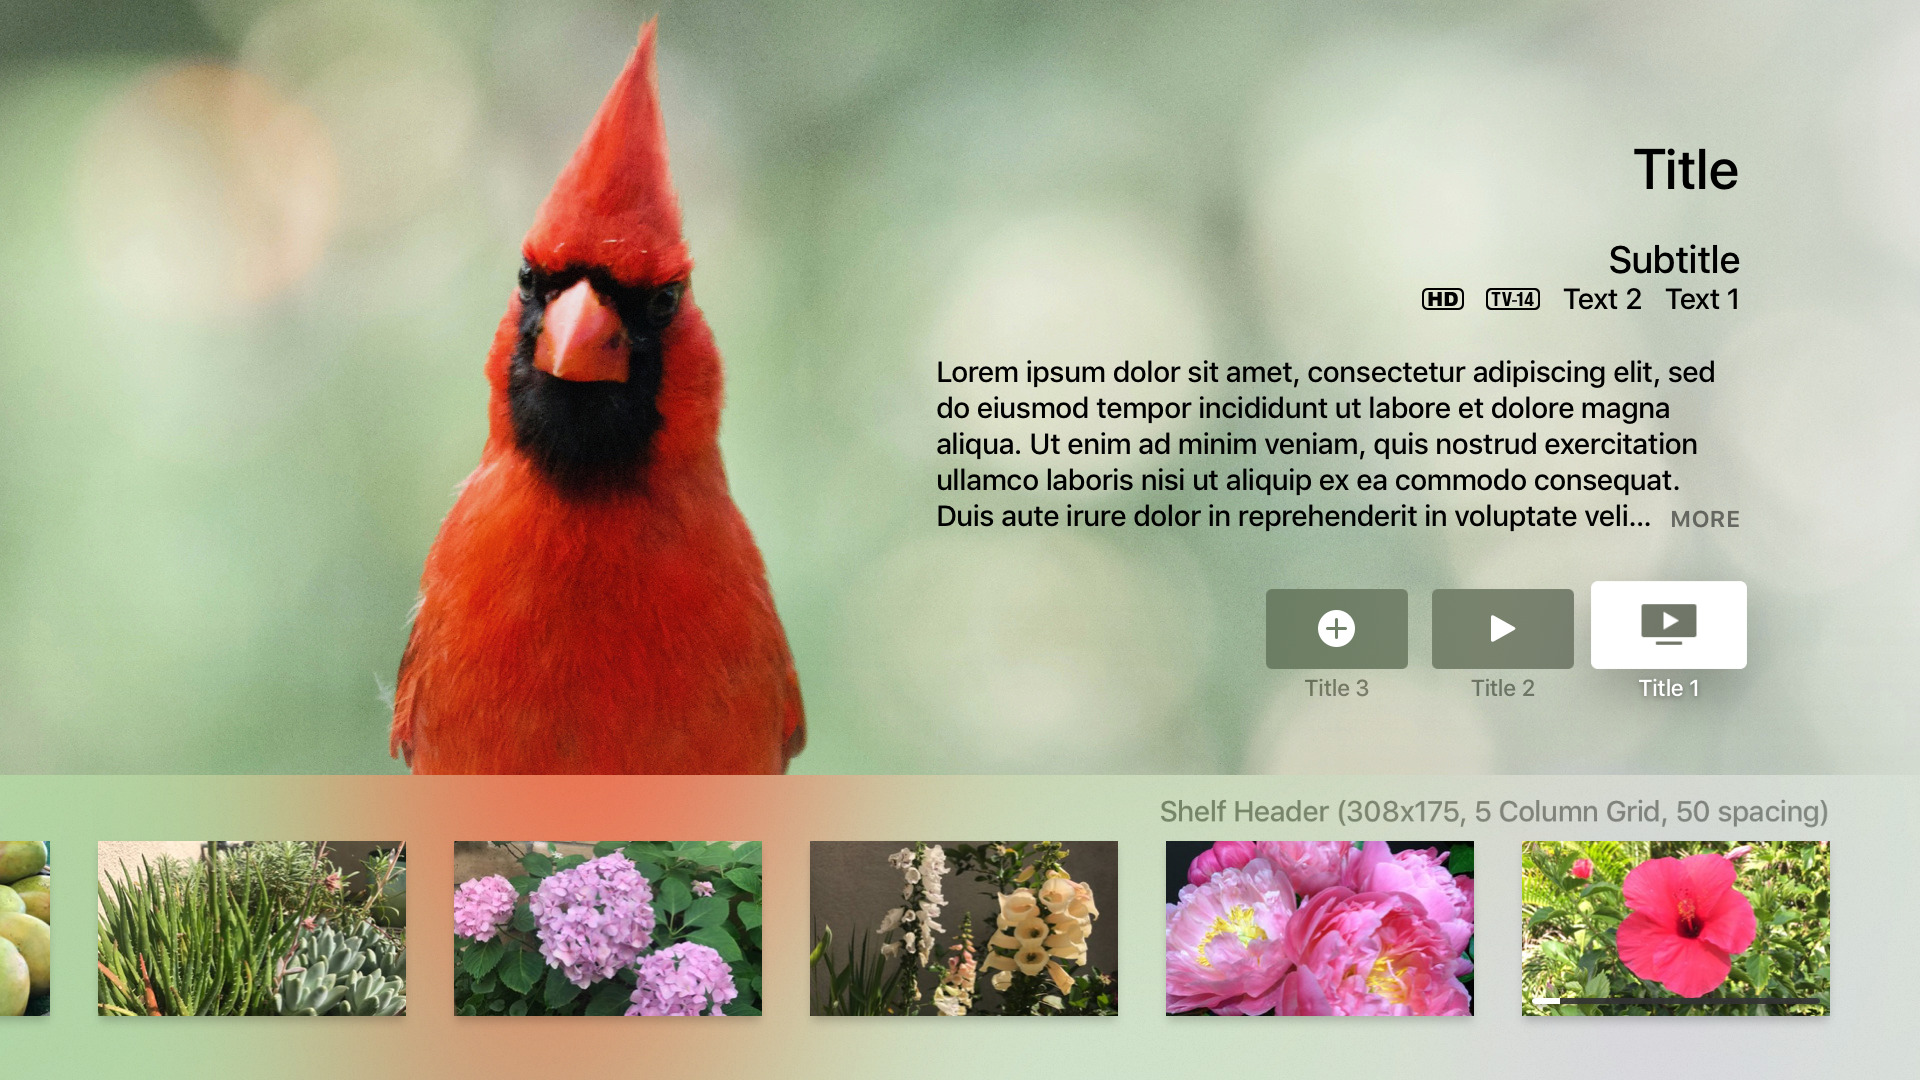 Title
Subtitle
HD TV-14 Text 2 Text 1
Lorem ipsum dolor sit amet, consectetur adipiscing elit, sed
do eiusmod tempor incididunt ut labore et dolore magna
aliqua. Ut enim ad minim veniam, quis nostrud exercitation
ullamco laboris nisi ut aliquip ex ea commodo consequat.
Duis aute irure dolor in reprehenderit in voluptate veli... MORE
Title 3 Title 2 Title 1
Shelf Header (308x175, 5 Column Grid, 50 spacing)